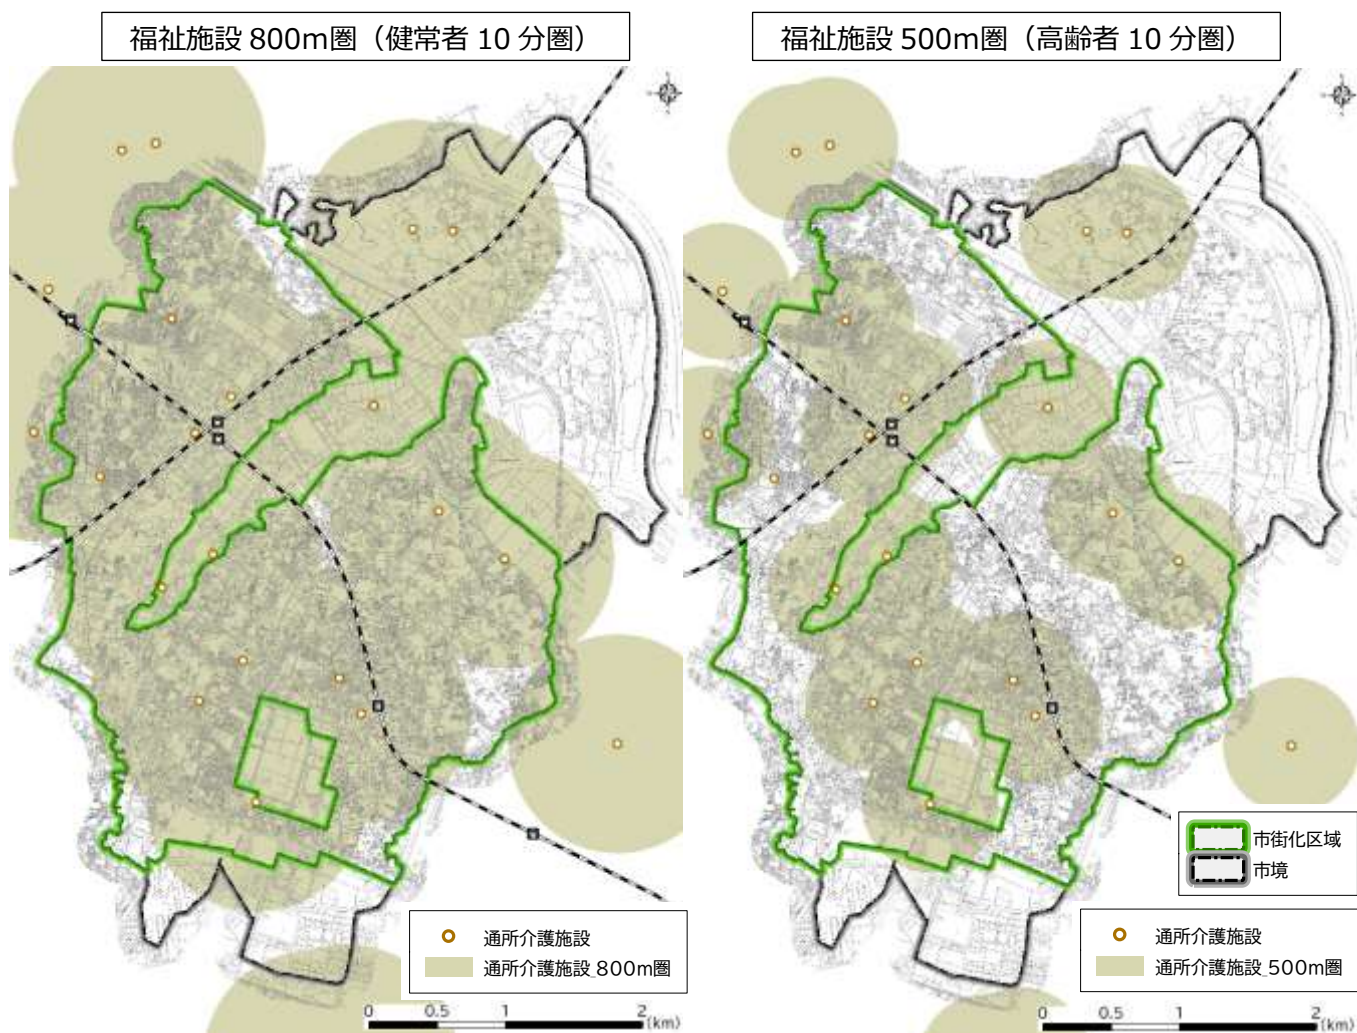 福祉施設 800m圏（健常者 10 分圏）
福祉施設 500m圏（高齢者 10 分圏）
市街化区域
市境
通所介護施設
通所介護施設_800m圏
0 0.5 1 2 (km)
通所介護施設
通所介護施設_500m圏
0 0.5 1 2 (km)